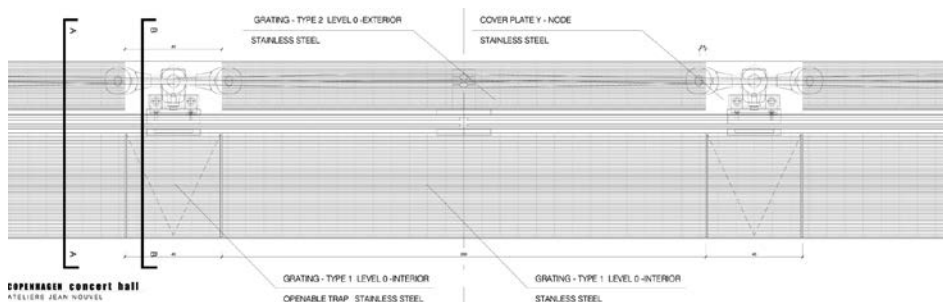 GRATING - TYPE 2 LEVEL 0 -EXTERIOR
STAINLESS STEEL
COVER PLATE Y - NODE
STAINLESS STEEL
A
B
A
B
GRATING - TYPE 1 LEVEL 0 -INTERIOR
OPENABLE TRAP STAINLESS STEEL
GRATING - TYPE 1 LEVEL 0 -INTERIOR
STANLESS STEEL
COPENHAGEN concert hall
ATELIERS JEAN NOUVEL